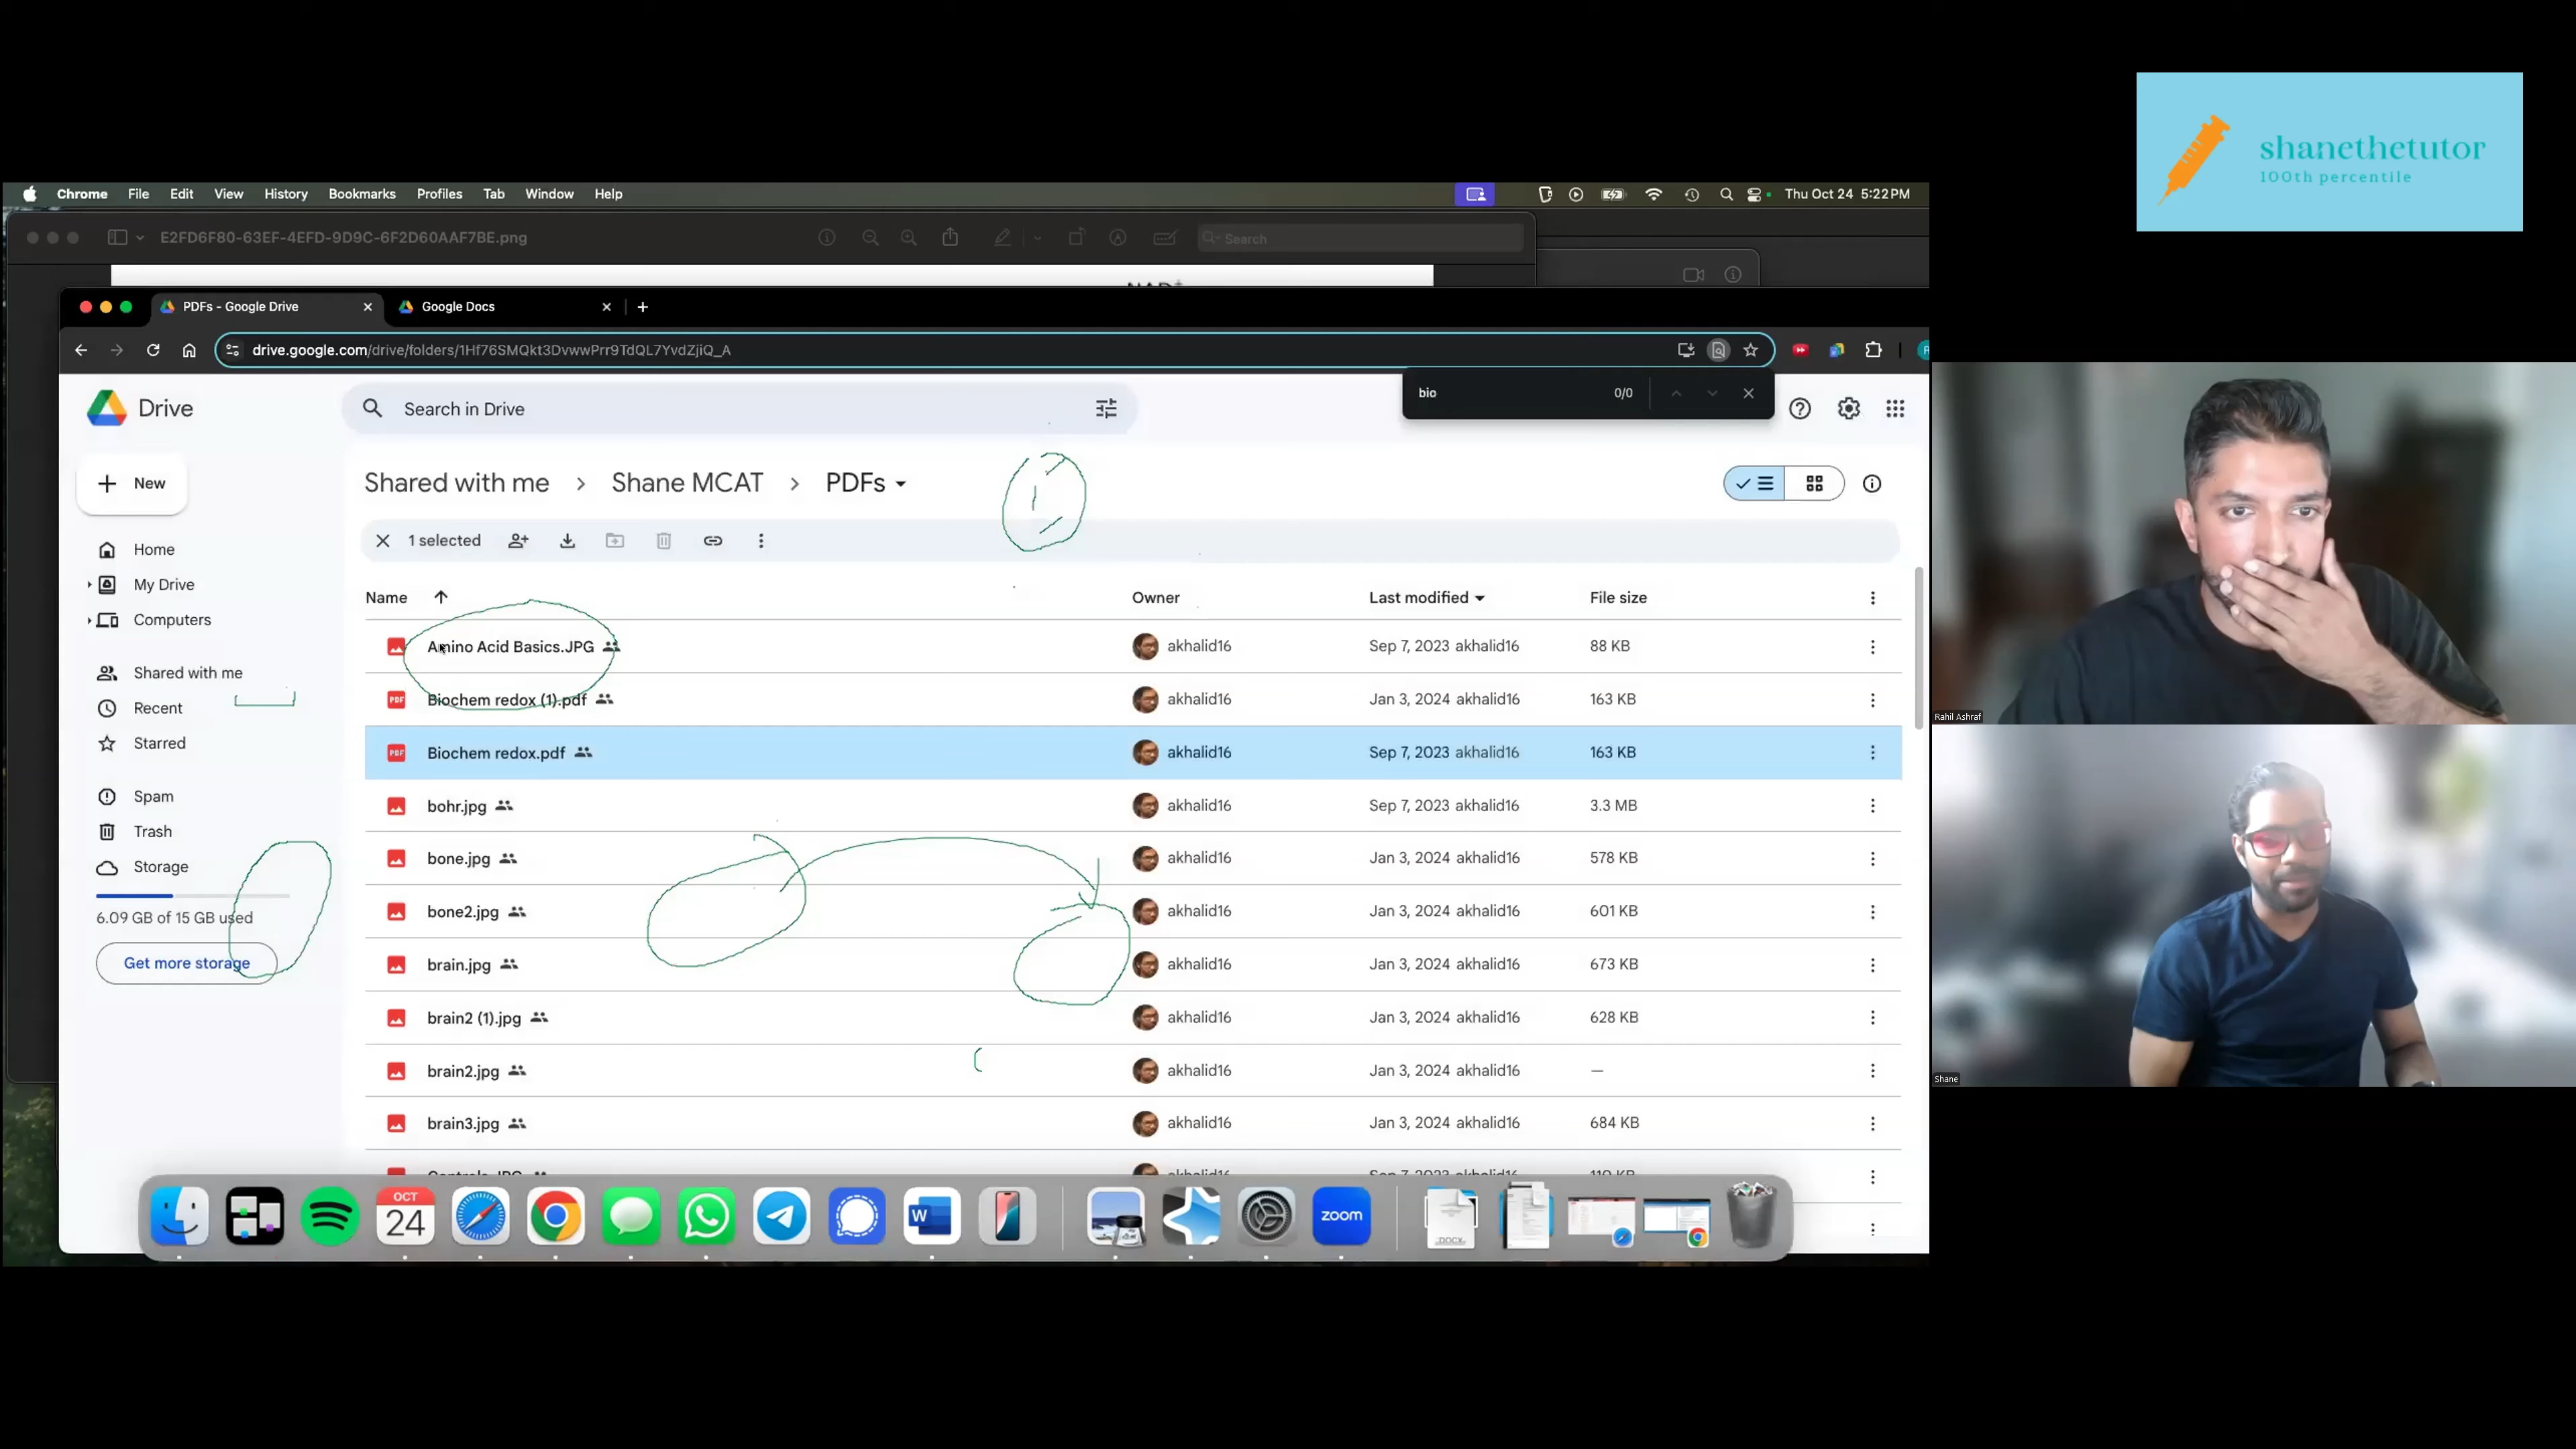 shanethetutor
100th percentile
Chrome File Edit View History Bookmarks Profiles Tab Window Help
Thu Oct 24 5:22 PM
E2FD6F80-63EF-4EFD-9D9C-6F2D60AAF7BE.png
Search
PDFs - Google Drive
Google Docs
drive.google.com/drive/folders/1Hf76SMQkt3DvwwPrr9TdQL7YvdZjiQ_A
bio 0/0
Drive
Search in Drive
New
Shared with me > Shane MCAT > PDFs
1 selected
Home
My Drive
Computers
Shared with me
Recent
Starred
Spam
Trash
Storage
6.09 GB of 15 GB used
Get more storage
Name Owner Last modified File size
Amino Acid Basics.JPG akhalid16 Sep 7, 2023 akhalid16 88 KB
Biochem redox (1).pdf akhalid16 Jan 3, 2024 akhalid16 163 KB
Biochem redox.pdf akhalid16 Sep 7, 2023 akhalid16 163 KB
bohr.jpg akhalid16 Sep 7, 2023 akhalid16 3.3 MB
bone.jpg akhalid16 Jan 3, 2024 akhalid16 578 KB
bone2.jpg akhalid16 Jan 3, 2024 akhalid16 601 KB
brain.jpg akhalid16 Jan 3, 2024 akhalid16 673 KB
brain2 (1).jpg akhalid16 Jan 3, 2024 akhalid16 628 KB
brain2.jpg akhalid16 Jan 3, 2024 akhalid16 —
brain3.jpg akhalid16 Jan 3, 2024 akhalid16 684 KB
OCT
24
W
zoom
DOCX
Rahil Ashraf
Shane